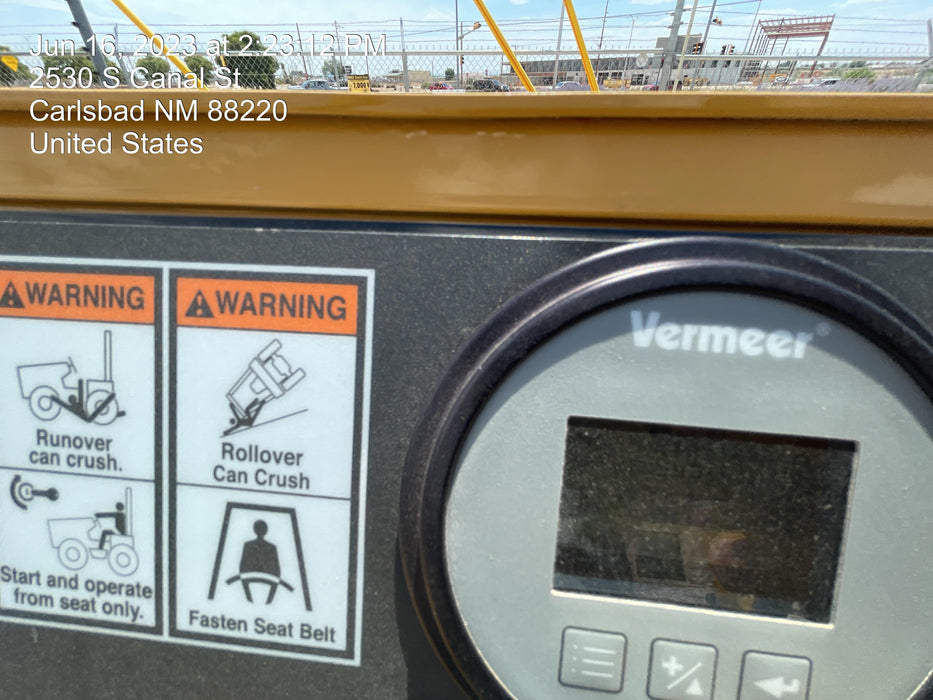 Jun 16, 2023 at 2:23:12 PM
2530 S Canal St
Carlsbad NM 88220
United States
WARNING
Runover
can crush.
Start and operate
from seat only.
WARNING
Rollover
Can Crush
Fasten Seat Belt
Vermeer®